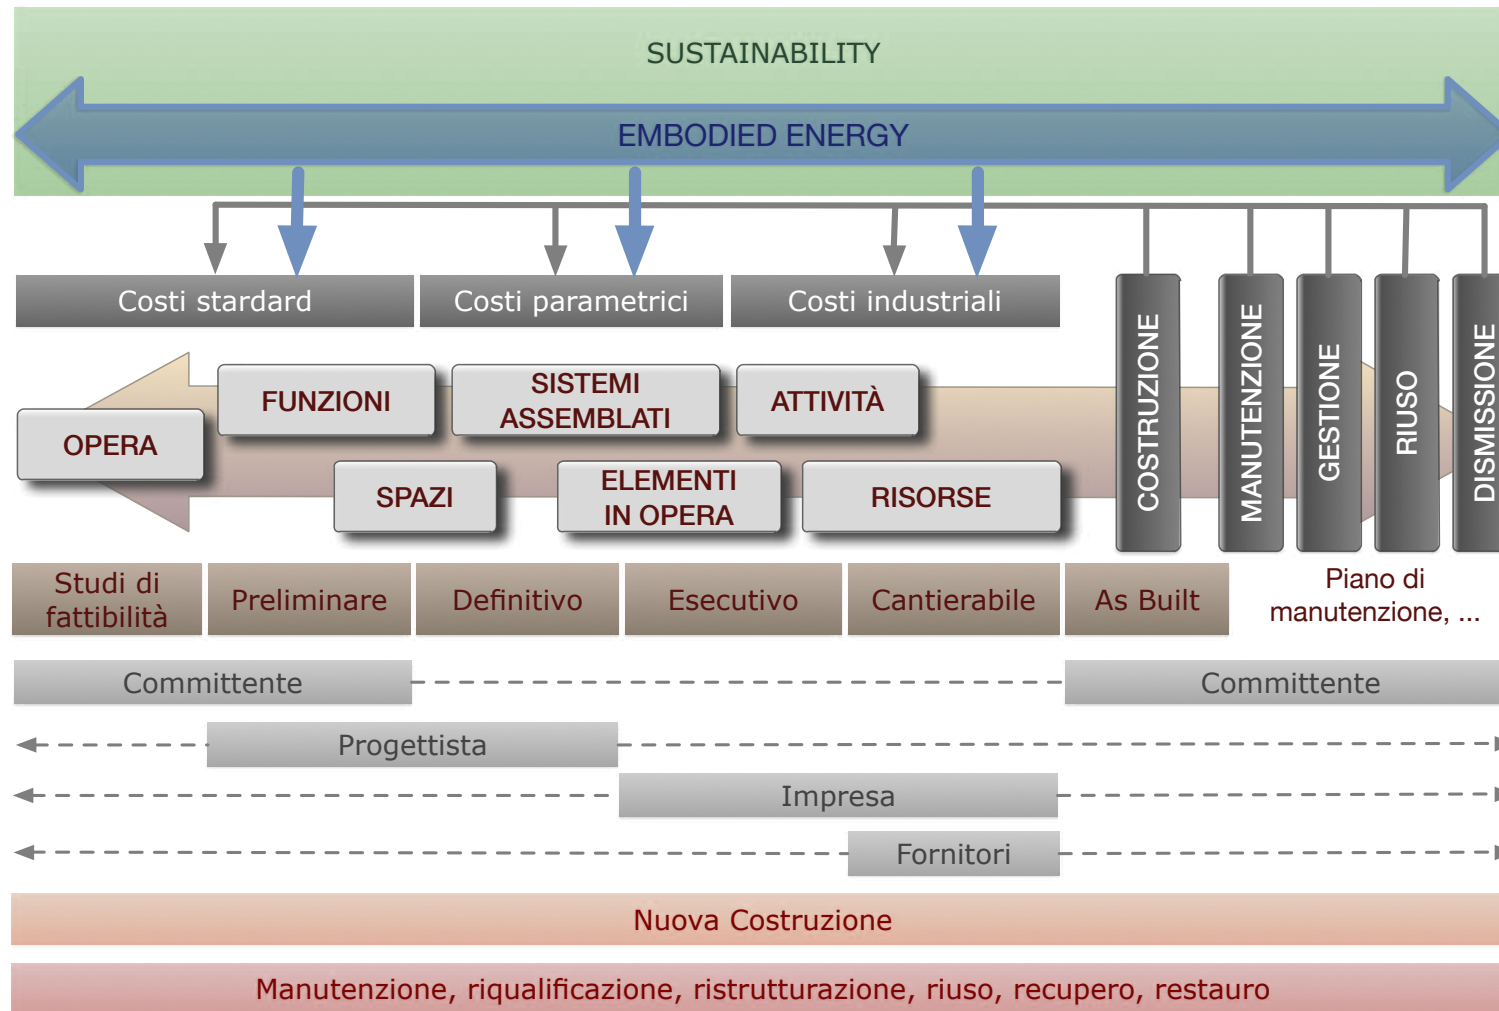 SUSTAINABILITY
EMBODIED ENERGY
Costi stardard
Costi parametrici
Costi industriali
COSTRUZIONE
MANUTENZIONE
GESTIONE
RIUSO
DISMISSIONE
OPERA
FUNZIONI
SISTEMI
ASSEMBLATI
ATTIVITÀ
SPAZI
ELEMENTI
IN OPERA
RISORSE
Studi di
fattibilità
Preliminare
Definitivo
Esecutivo
Cantierabile
As Built
Piano di
manutenzione, ...
Committente
Committente
Progettista
Impresa
Fornitori
Nuova Costruzione
Manutenzione, riqualificazione, ristrutturazione, riuso, recupero, restauro